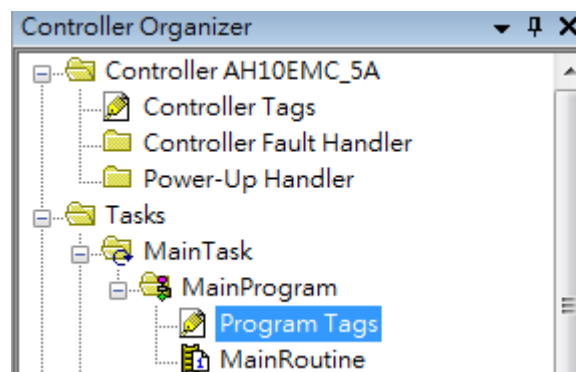 Controller Organizer
Controller AH10EMC_5A
Controller Tags
Controller Fault Handler
Power-Up Handler
Tasks
MainTask
MainProgram
Program Tags
MainRoutine